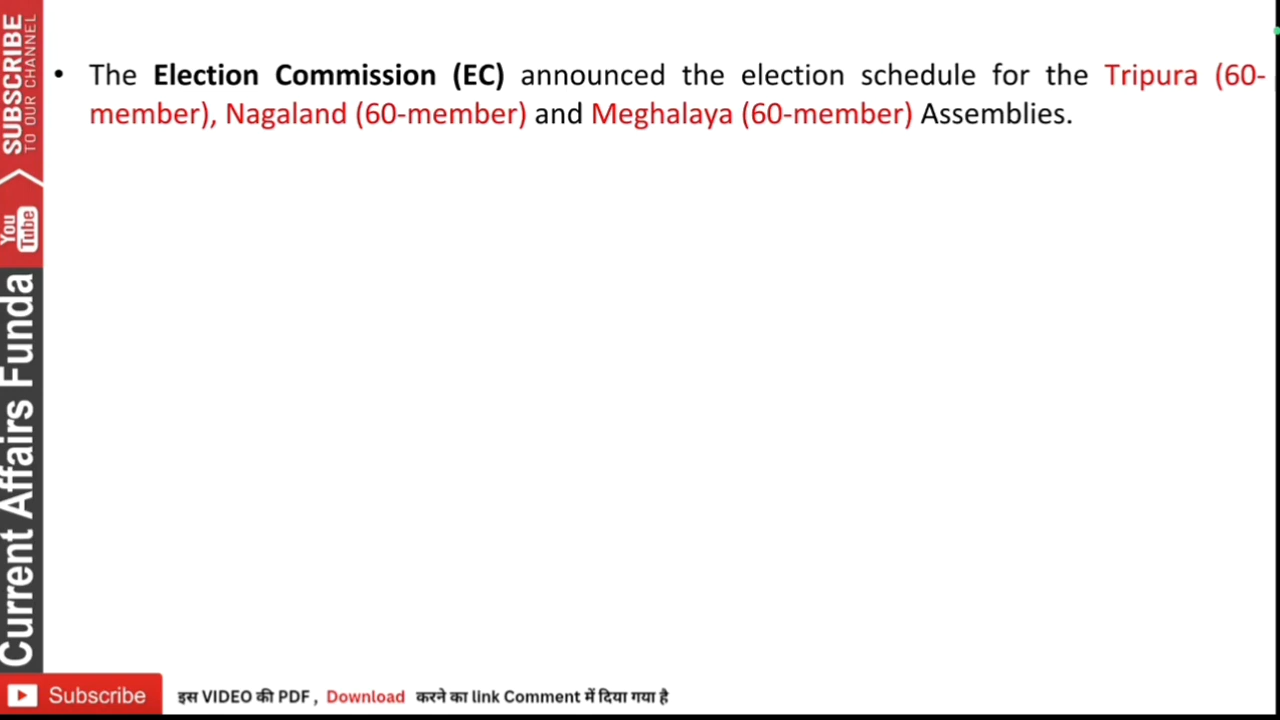 • The Election Commission (EC) announced the election schedule for the Tripura (60-
member), Nagaland (60-member) and Meghalaya (60-member) Assemblies.
SUBSCRIBE
TO OUR CHANNEL
You
Tube
Current Affairs Funda
Subscribe
इस VIDEO की PDF , Download करने का link Comment में दिया गया है